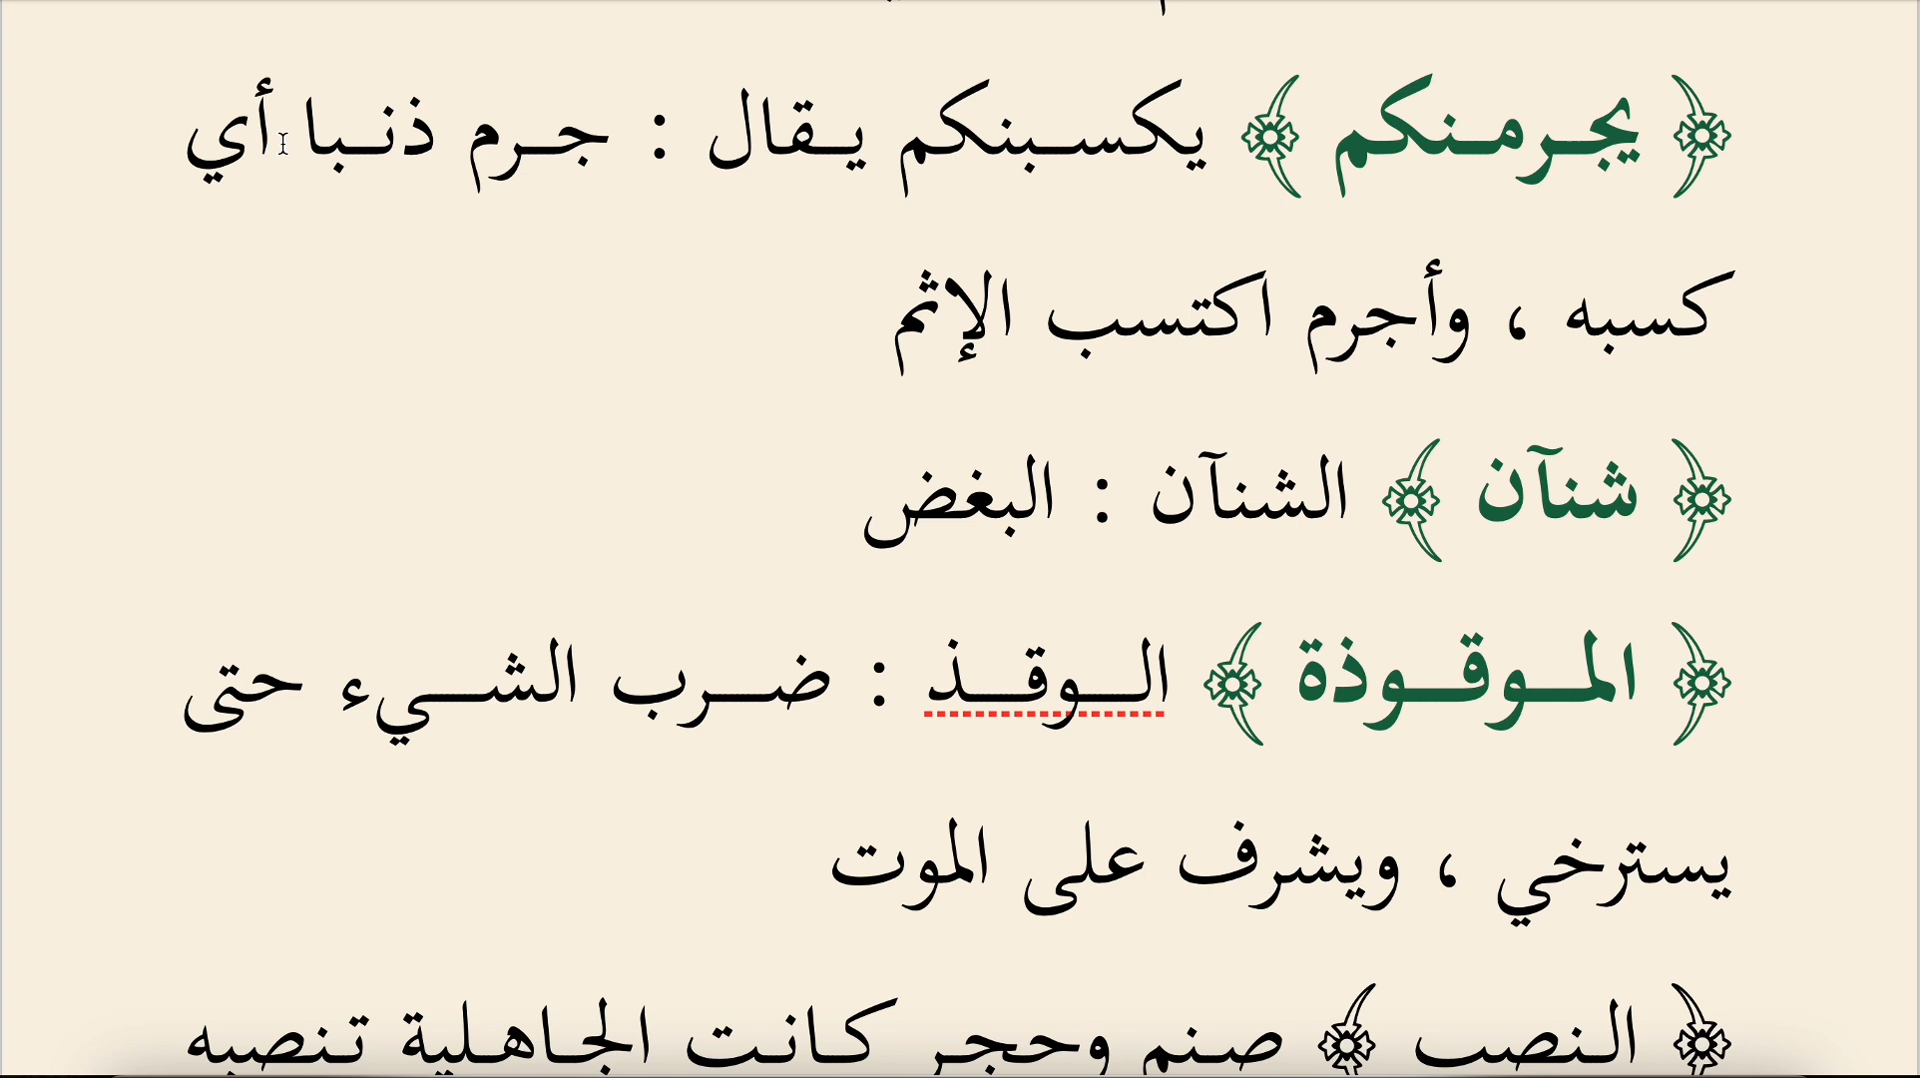 ﴿ يجرمنكم ﴾ يكسبنكم يقال : جرم ذنبا أي
كسبه ، وأجرم اكتسب الإثم
﴿ شنآن ﴾ الشنآن : البغض
﴿ الموقوذة ﴾ الوقذ : ضرب الشيء حتى
يسترخي ، ويشرف على الموت
﴿ النصب ﴾ صنم وحجر كانت الجاهلية تنصبه